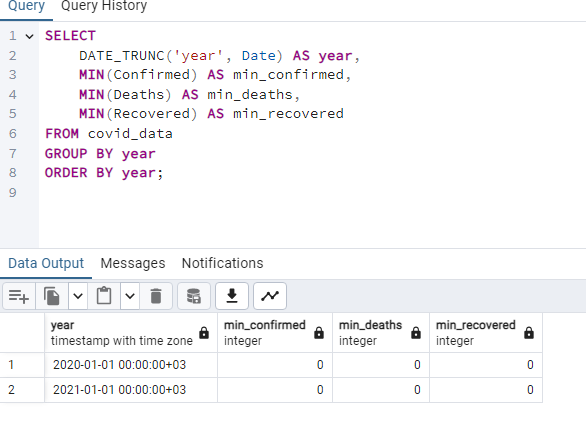 Query Query History
1 SELECT
2 DATE_TRUNC('year', Date) AS year,
3 MIN(Confirmed) AS min_confirmed,
4 MIN(Deaths) AS min_deaths,
5 MIN(Recovered) AS min_recovered
6 FROM covid_data
7 GROUP BY year
8 ORDER BY year;
9
Data Output Messages Notifications
year min_confirmed min_deaths min_recovered
timestamp with time zone integer integer integer
1 2020-01-01 00:00:00+03 0 0 0
2 2021-01-01 00:00:00+03 0 0 0